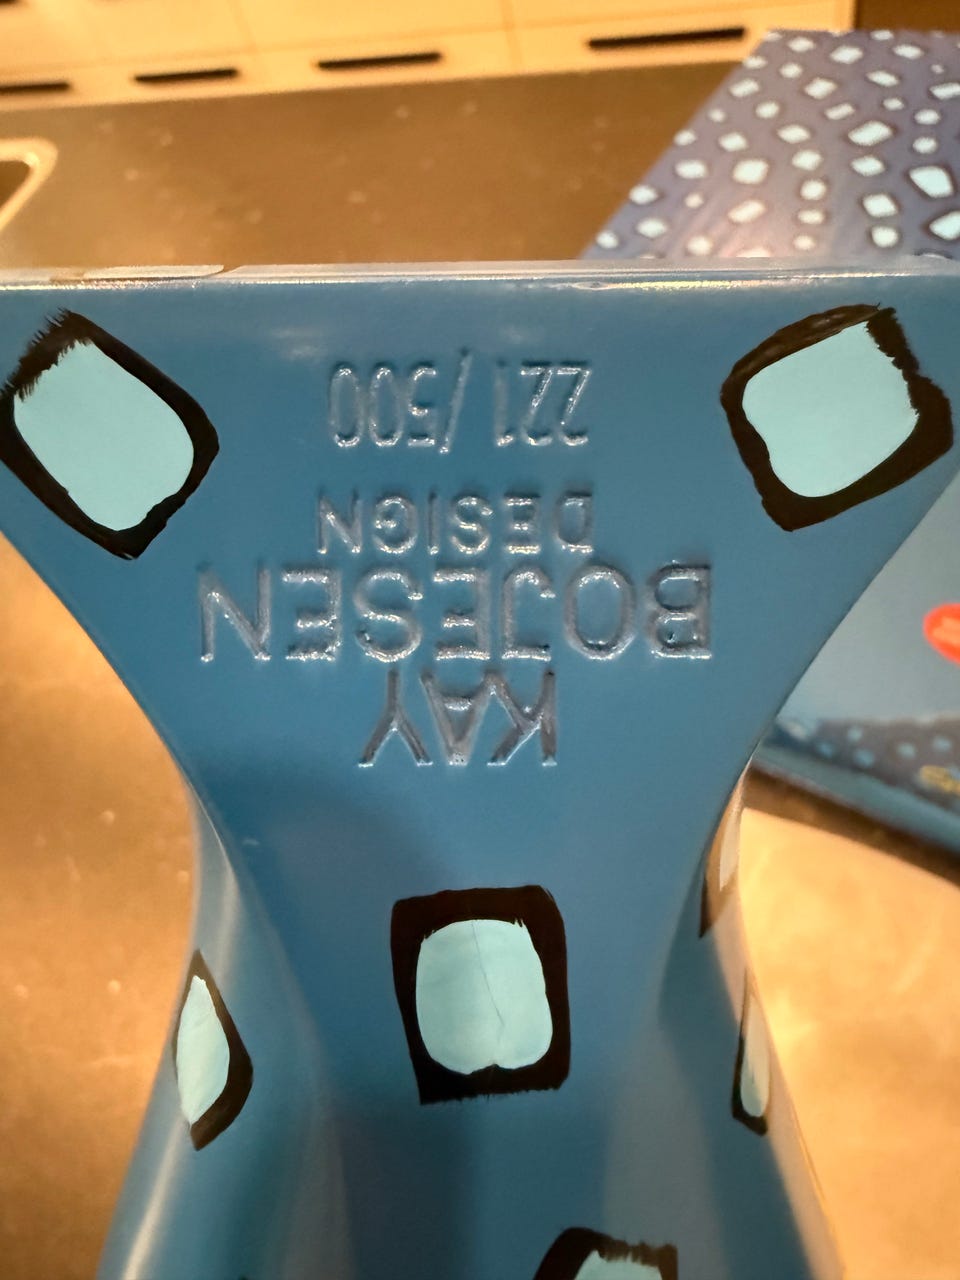 KAY
BOJESEN
DESIGN
221/500